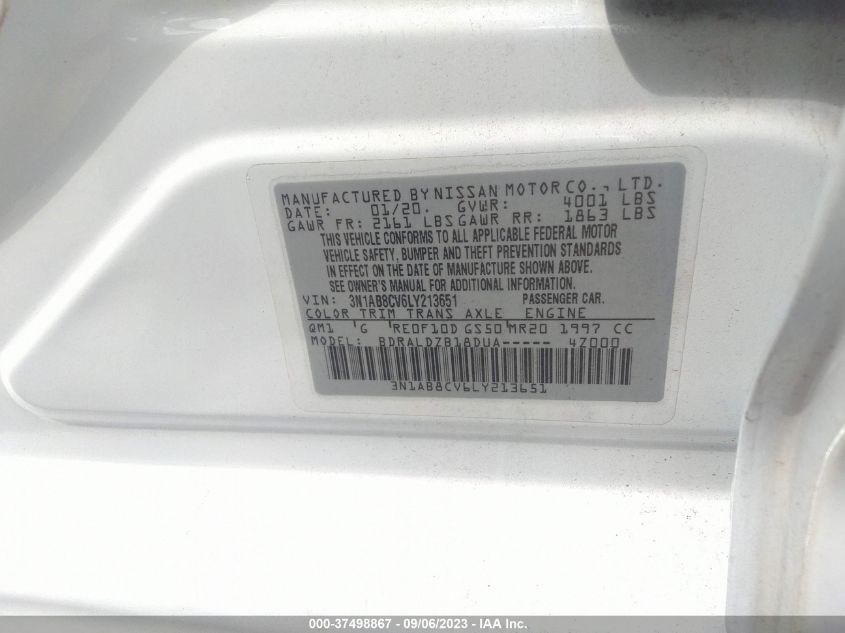 MANUFACTURED BY NISSAN MOTOR CO., LTD.
DATE: 01/20. GVWR: 4001 LBS
GAWR FR: 2161 LBS GAWR RR: 1863 LBS
THIS VEHICLE CONFORMS TO ALL APPLICABLE FEDERAL MOTOR
VEHICLE SAFETY, BUMPER AND THEFT PREVENTION STANDARDS
IN EFFECT ON THE DATE OF MANUFACTURE SHOWN ABOVE.
SEE OWNER'S MANUAL FOR ADDITIONAL INFORMATION.
VIN: 3N1AB8CV6LY213651 PASSENGER CAR.
COLOR TRIM TRANS AXLE ENGINE
QM1 'G RE0F10D GS50 MR20 1997 CC
MODEL: BDRALDZB18DUA----- 4Z000
3N1AB8CV6LY213651
000-37498867 - 09/06/2023 - IAA Inc.